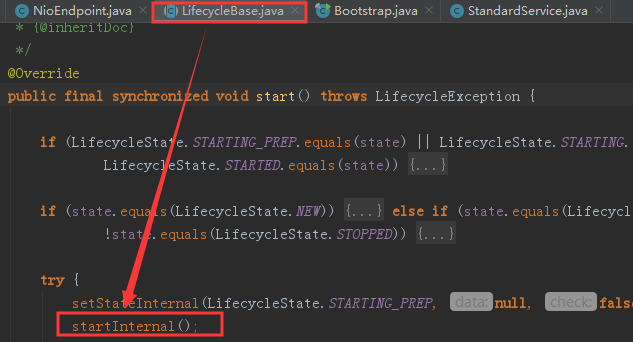 NioEndpoint.java × LifecycleBase.java × Bootstrap.java × StandardService.java ×
* {@inheritDoc}
*/
@Override
public final synchronized void start() throws LifecycleException {
if (LifecycleState.STARTING_PREP.equals(state) || LifecycleState.STARTING.
LifecycleState.STARTED.equals(state)) {...}
if (state.equals(LifecycleState.NEW)) {...} else if (state.equals(Lifecycl
!state.equals(LifecycleState.STOPPED)) {...}
try {
setStateInternal(LifecycleState.STARTING_PREP, data: null, check: false
startInternal();